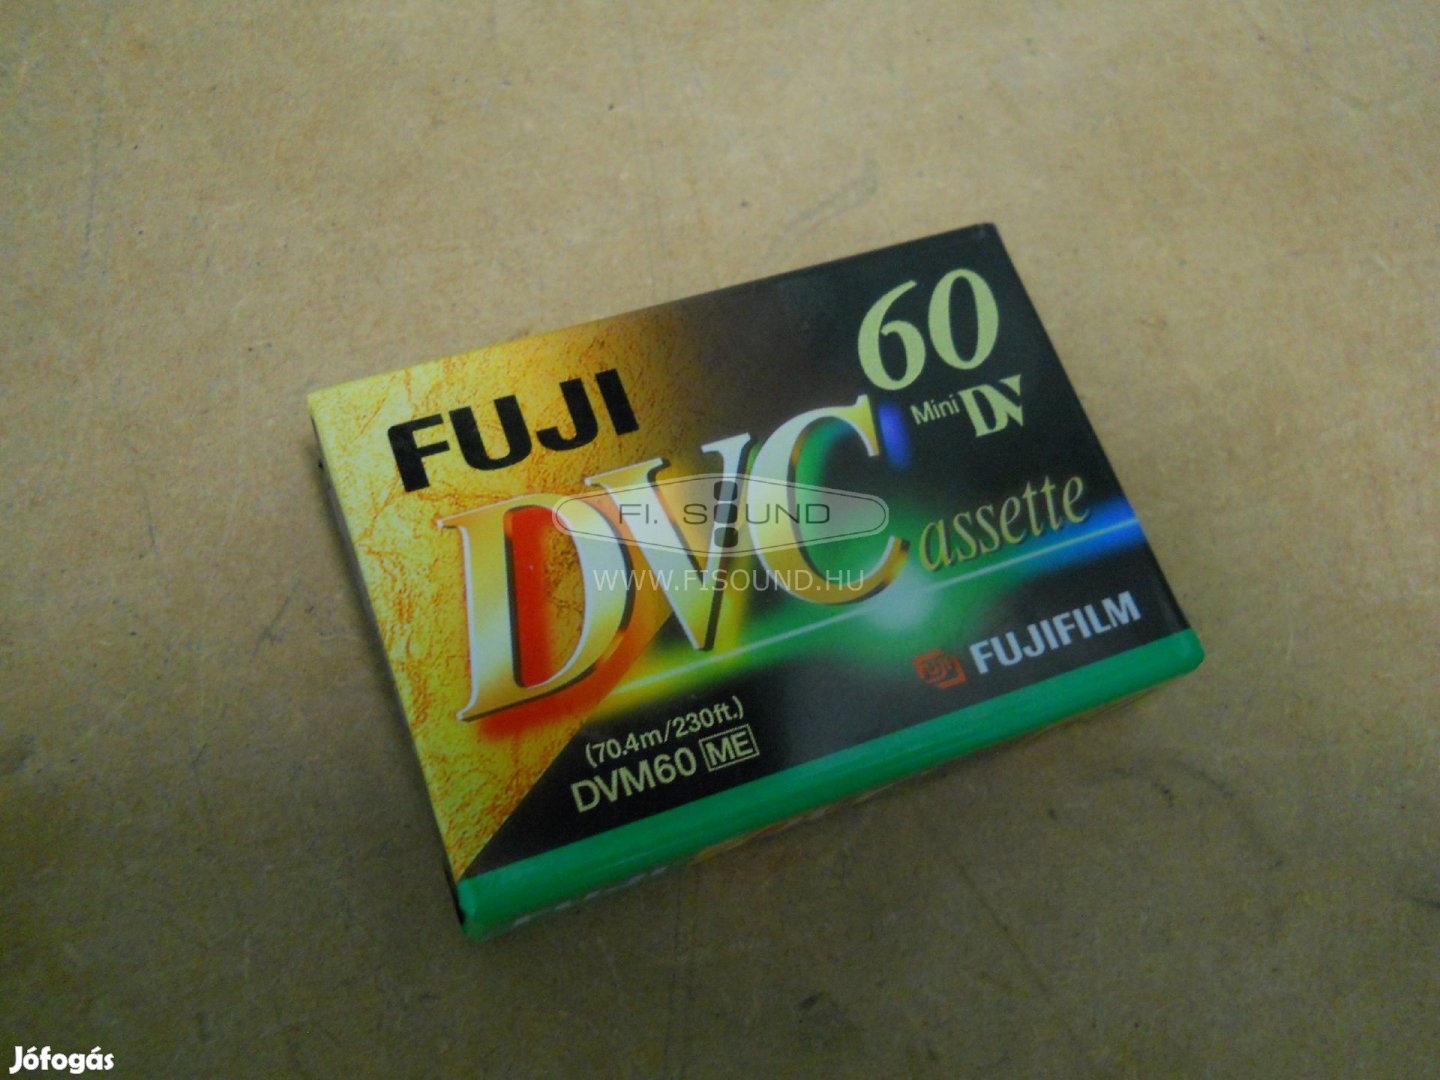 60
FUJI
Mini DV
DVCassette
FI. SOUND
WWW.FISOUND.HU
FUJIFILM
(70.4m/230ft.)
DVM60 ME
Jófogás